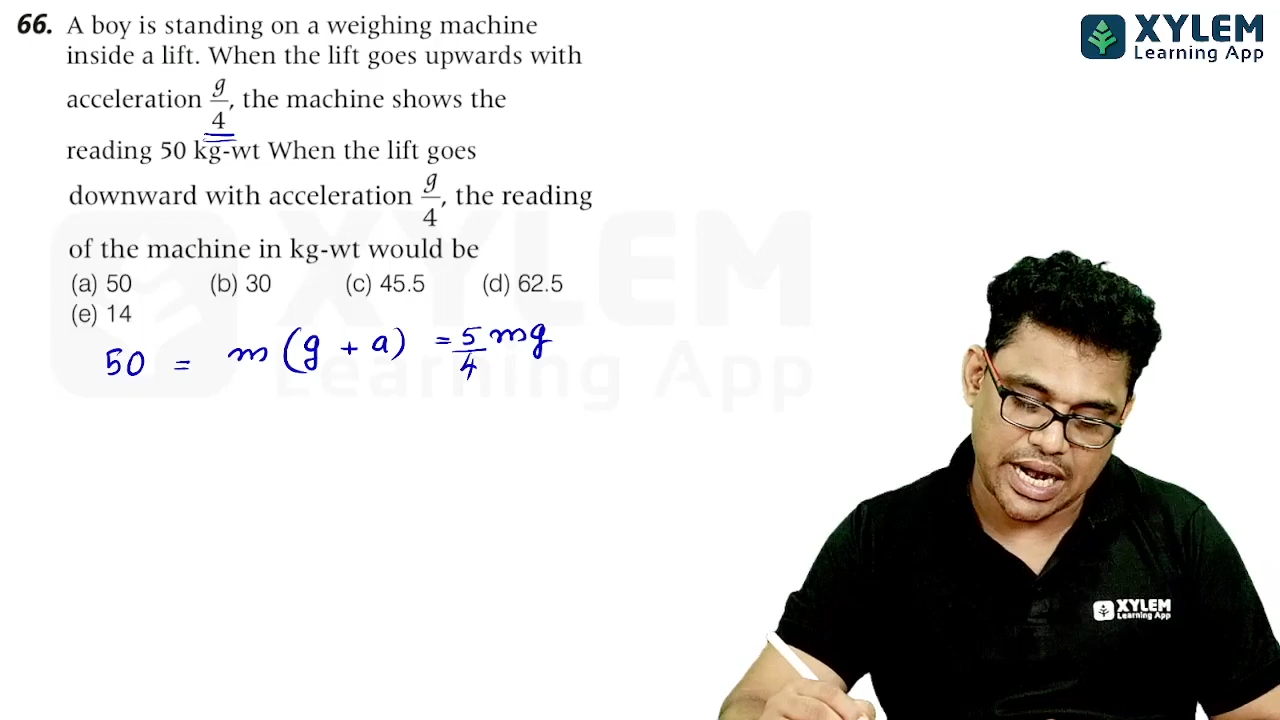 66. A boy is standing on a weighing machine
inside a lift. When the lift goes upwards with
acceleration g/4, the machine shows the
reading 50 kg-wt When the lift goes
downward with acceleration g/4, the reading
of the machine in kg-wt would be
(a) 50 (b) 30 (c) 45.5 (d) 62.5
(e) 14
50 = m (g + a) = 5/4 mg
XYLEM
Learning App
XYLEM
Learning App
XYLEM
Learning App